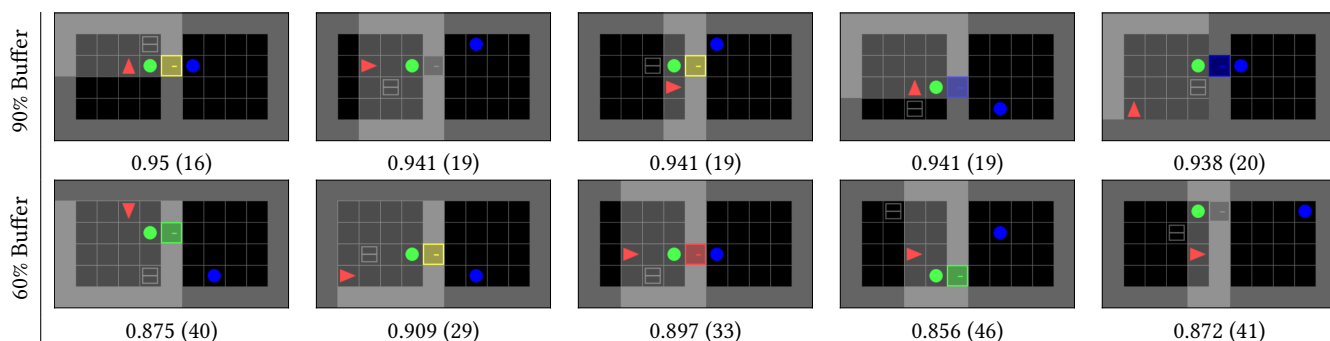 90% Buffer
0.95 (16) 0.941 (19) 0.941 (19) 0.941 (19) 0.938 (20)
60% Buffer
0.875 (40) 0.909 (29) 0.897 (33) 0.856 (46) 0.872 (41)